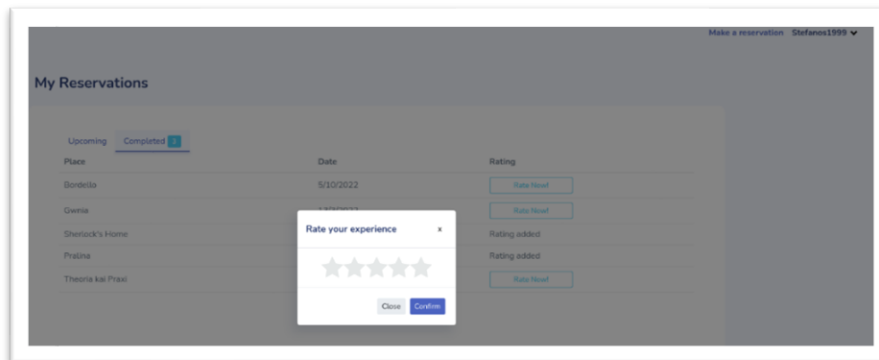 Make a reservation Stefanos1999
My Reservations
Upcoming Completed
Place Date Rating
Bordello 5/10/2022 Rate Now!
Gwnia Rate Now!
Sherlock's Home Rating added
Pralina Rating added
Theoria kai Praxi Rate Now!
Rate your experience x
Close Confirm